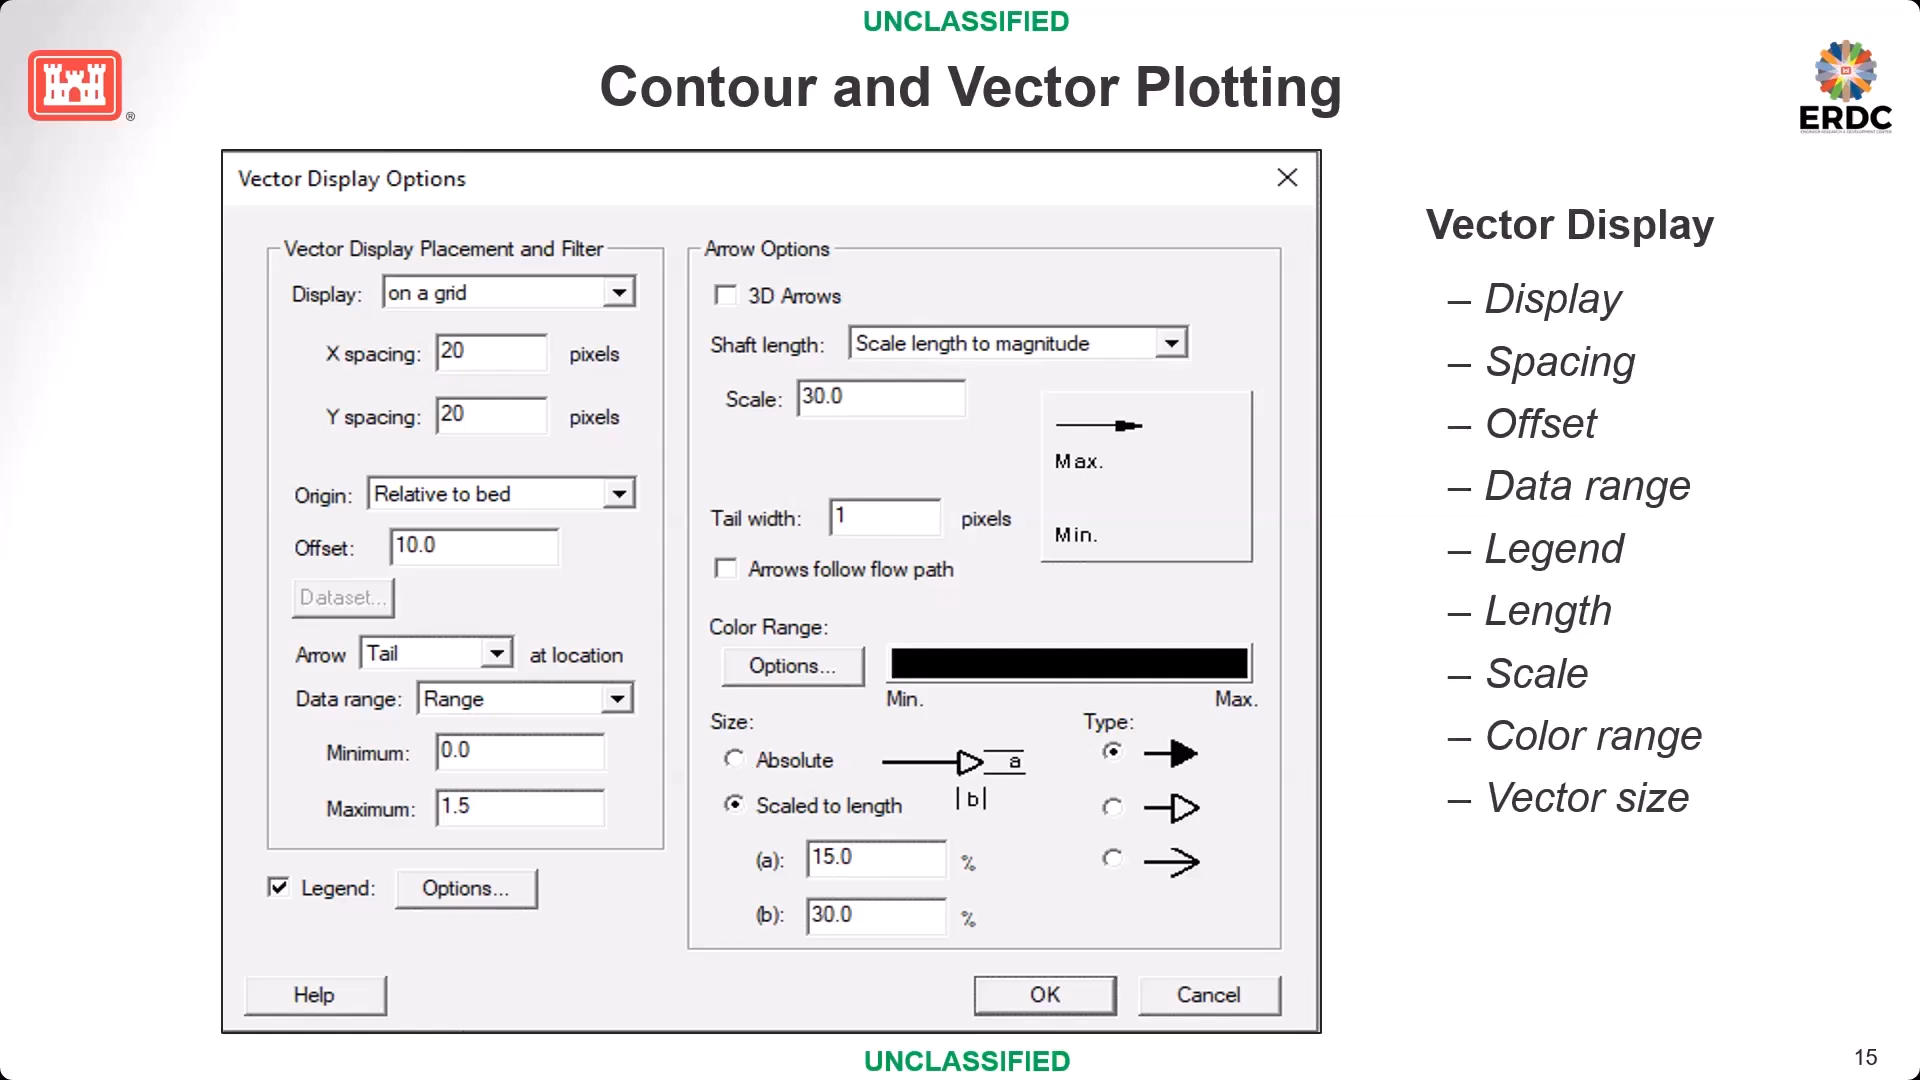 UNCLASSIFIED
Contour and Vector Plotting
®
ERDC
Vector Display Options
Vector Display Placement and Filter
Display: on a grid
X spacing: 20 pixels
Y spacing: 20 pixels
Origin: Relative to bed
Offset: 10.0
Dataset...
Arrow Tail at location
Data range: Range
Minimum: 0.0
Maximum: 1.5
Legend: Options...
Arrow Options
3D Arrows
Shaft length: Scale length to magnitude
Scale: 30.0
Max.
Min.
Tail width: 1 pixels
Arrows follow flow path
Color Range:
Options...
Min. Max.
Size: Type:
Absolute
a
Scaled to length
|b|
(a): 15.0 %
(b): 30.0 %
Help OK Cancel
Vector Display
– Display
– Spacing
– Offset
– Data range
– Legend
– Length
– Scale
– Color range
– Vector size
UNCLASSIFIED
15